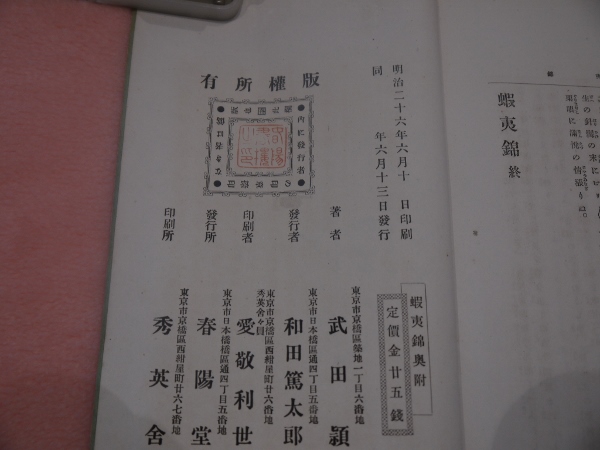 蝦夷錦 終
蝦夷錦奥附
定價金廿五錢
明治二十六年六月十 日印刷
同 年六月十三日發行
版權所有
著者
東京市京橋區築地一丁目六番地
武田穎
發行者
東京市日本橋區通四丁目五番地
和田篤太郎
印刷者
東京市京橋區西紺屋町廿六番地
秀英舍々員
愛敬利世
發行所
東京市日本橋區通四丁目五番地
春陽堂
印刷所
東京市京橋區西紺屋町廿六七番地
秀英舍